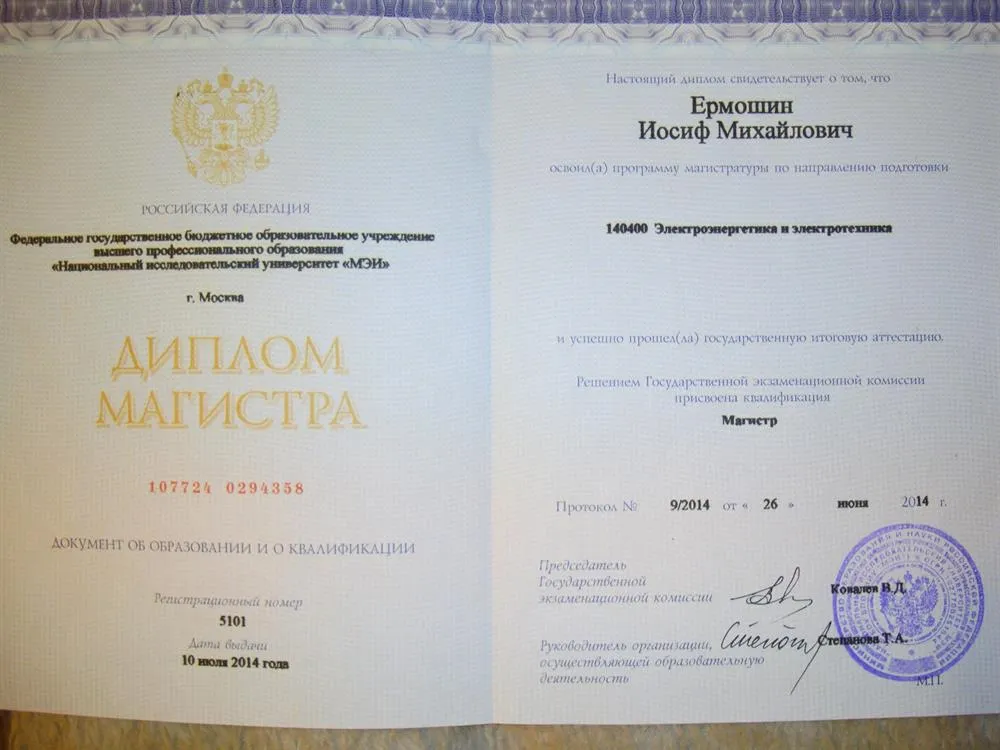 РОССИЙСКАЯ ФЕДЕРАЦИЯ
Федеральное государственное бюджетное образовательное учреждение
высшего профессионального образования
«Национальный исследовательский университет «МЭИ»
г. Москва
ДИПЛОМ
МАГИСТРА
107724 0294358
ДОКУМЕНТ ОБ ОБРАЗОВАНИИ И О КВАЛИФИКАЦИИ
Регистрационный номер
5101
Дата выдачи
10 июля 2014 года
Настоящий диплом свидетельствует о том, что
Ермошин
Иосиф Михайлович
освоил(а) программу магистратуры по направлению подготовки
140400 Электроэнергетика и электротехника
и успешно прошел(ла) государственную итоговую аттестацию.
Решением Государственной экзаменационной комиссии
присвоена квалификация
Магистр
Протокол № 9/2014 от « 26 » июня 2014 г.
Председатель
Государственной
экзаменационной комиссии
Ковалев В.Д.
Руководитель организации,
осуществляющей образовательную
деятельность
Степанова Т.А.
М.П.